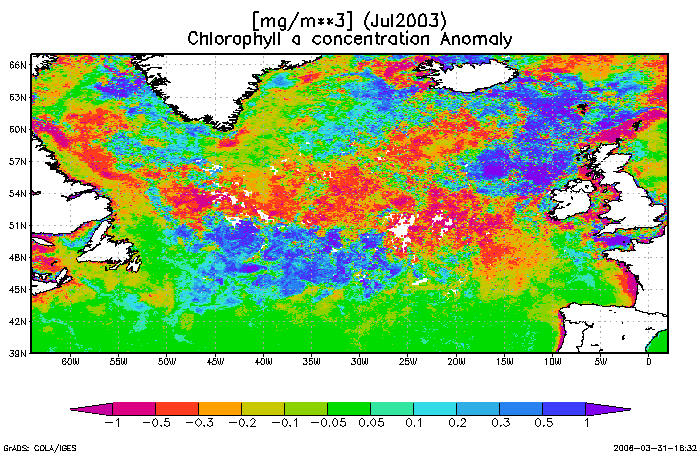 [mg/m**3] (Jul2003)
Chlorophyll a concentration Anomaly
66N
63N
60N
57N
54N
51N
48N
45N
42N
39N
60W 55W 50W 45W 40W 35W 30W 25W 20W 15W 10W 5W 0
-1 -0.5 -0.3 -0.2 -0.1 -0.05 0.05 0.1 0.2 0.3 0.5 1
GrADS: COLA/IGES 2006-03-31-16:32